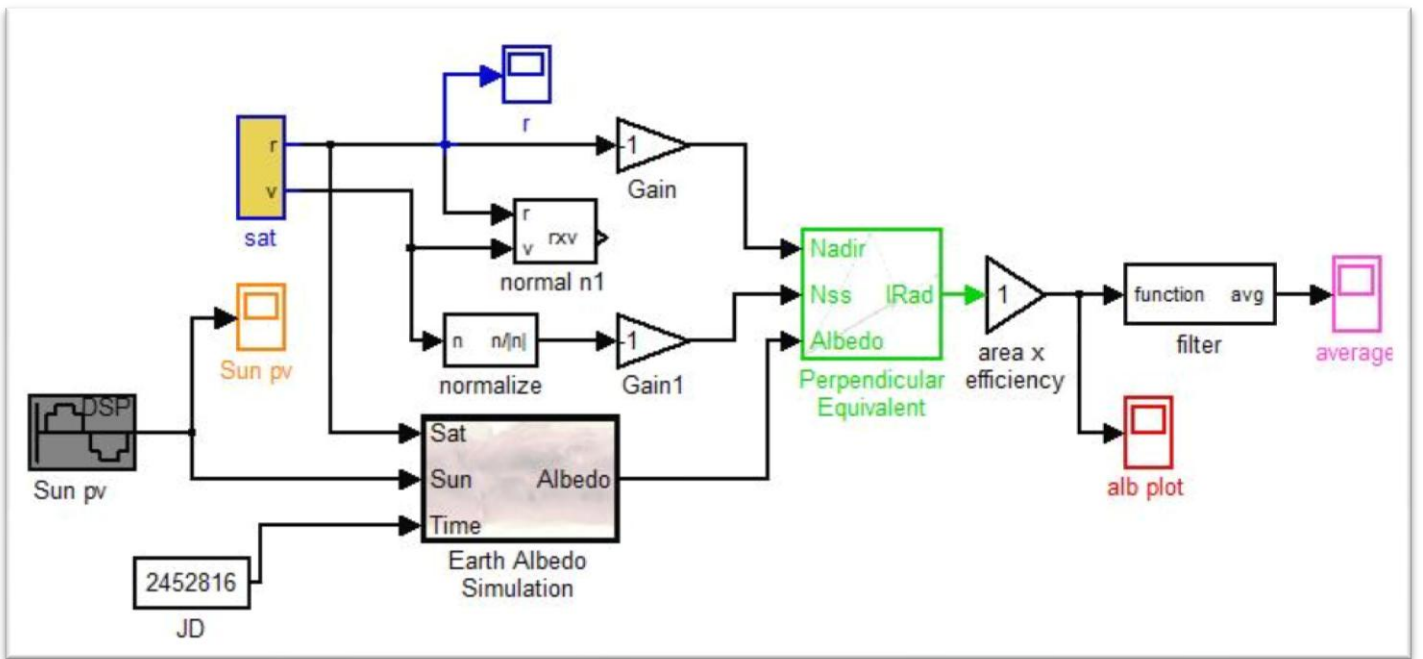 r
r
v
sat
-1
Gain
r
v
rxv
normal n1
Nadir
Nss
Albedo
IRad
Perpendicular
Equivalent
1
area x
efficiency
function avg
filter
average
Sun pv
n n/|n|
normalize
-1
Gain1
DSP
Sun pv
Sat
Sun
Time
Albedo
Earth Albedo
Simulation
alb plot
2452816
JD